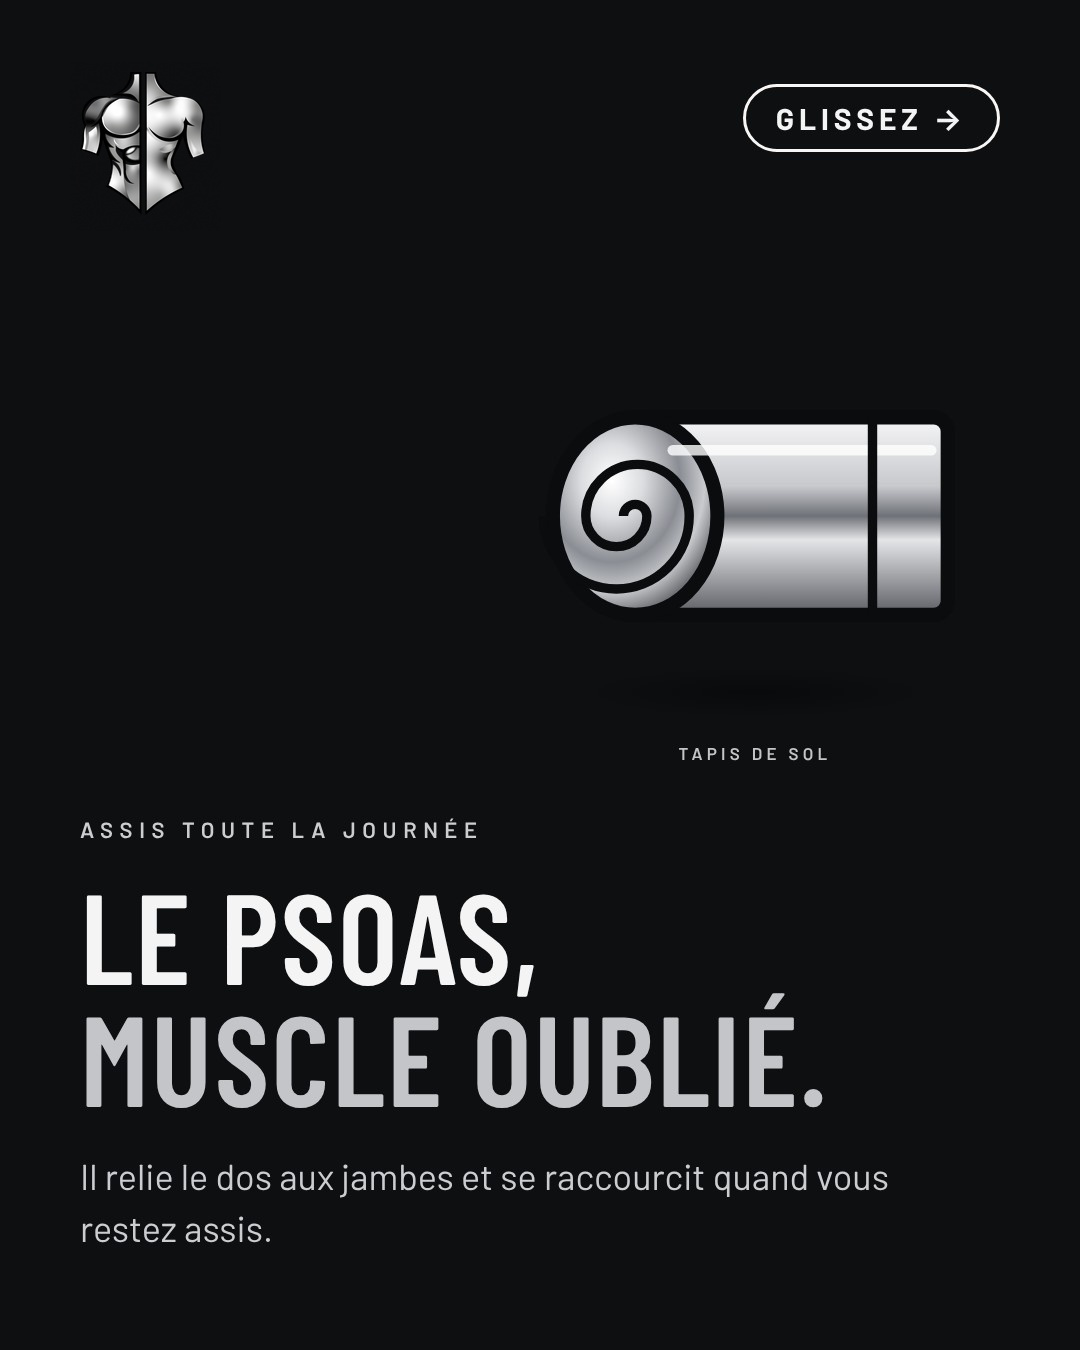 GLISSEZ →
TAPIS DE SOL
ASSIS TOUTE LA JOURNÉE
LE PSOAS,
MUSCLE OUBLIÉ.
Il relie le dos aux jambes et se raccourcit quand vous
restez assis.